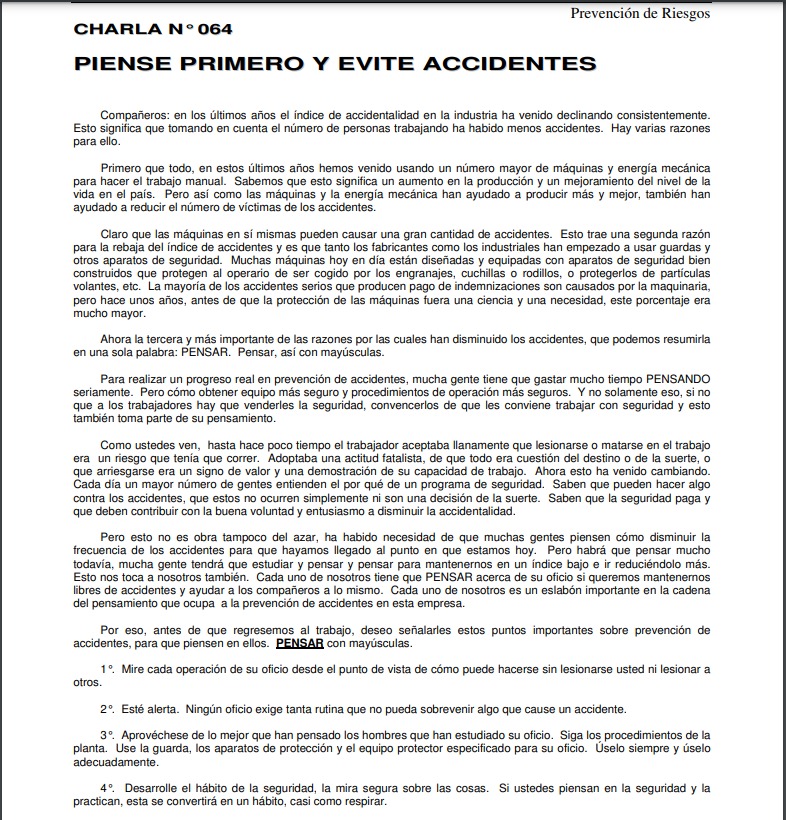 Prevención de Riesgos
CHARLA N° 064
PIENSE PRIMERO Y EVITE ACCIDENTES
Compañeros: en los últimos años el índice de accidentalidad en la industria ha venido declinando consistentemente.
Esto significa que tomando en cuenta el número de personas trabajando ha habido menos accidentes. Hay varias razones
para ello.
Primero que todo, en estos últimos años hemos venido usando un número mayor de máquinas y energía mecánica
para hacer el trabajo manual. Sabemos que esto significa un aumento en la producción y un mejoramiento del nivel de la
vida en el país. Pero así como las máquinas y la energía mecánica han ayudado a producir más y mejor, también han
ayudado a reducir el número de víctimas de los accidentes.
Claro que las máquinas en sí mismas pueden causar una gran cantidad de accidentes. Esto trae una segunda razón
para la rebaja del índice de accidentes y es que tanto los fabricantes como los industriales han empezado a usar guardas y
otros aparatos de seguridad. Muchas máquinas hoy en día están diseñadas y equipadas con aparatos de seguridad bien
construidos que protegen al operario de ser cogido por los engranajes, cuchillas o rodillos, o protegerlos de partículas
volantes, etc. La mayoría de los accidentes serios que producen pago de indemnizaciones son causados por la maquinaria,
pero hace unos años, antes de que la protección de las máquinas fuera una ciencia y una necesidad, este porcentaje era
mucho mayor.
Ahora la tercera y más importante de las razones por las cuales han disminuido los accidentes, que podemos resumirla
en una sola palabra: PENSAR. Pensar, así con mayúsculas.
Para realizar un progreso real en prevención de accidentes, mucha gente tiene que gastar mucho tiempo PENSANDO
seriamente. Pero cómo obtener equipo más seguro y procedimientos de operación más seguros. Y no solamente eso, si no
que a los trabajadores hay que venderles la seguridad, convencerlos de que les conviene trabajar con seguridad y esto
también toma parte de su pensamiento.
Como ustedes ven, hasta hace poco tiempo el trabajador aceptaba llanamente que lesionarse o matarse en el trabajo
era un riesgo que tenía que correr. Adoptaba una actitud fatalista, de que todo era cuestión del destino o de la suerte, o
que arriesgarse era un signo de valor y una demostración de su capacidad de trabajo. Ahora esto ha venido cambiando.
Cada día un mayor número de gentes entienden el por qué de un programa de seguridad. Saben que pueden hacer algo
contra los accidentes, que estos no ocurren simplemente ni son una decisión de la suerte. Saben que la seguridad paga y
que deben contribuir con la buena voluntad y entusiasmo a disminuir la accidentalidad.
Pero esto no es obra tampoco del azar, ha habido necesidad de que muchas gentes piensen cómo disminuir la
frecuencia de los accidentes para que hayamos llegado al punto en que estamos hoy. Pero habrá que pensar mucho
todavía, mucha gente tendrá que estudiar y pensar y pensar para mantenernos en un índice bajo e ir reduciéndolo más.
Esto nos toca a nosotros también. Cada uno de nosotros tiene que PENSAR acerca de su oficio si queremos mantenernos
libres de accidentes y ayudar a los compañeros a lo mismo. Cada uno de nosotros es un eslabón importante en la cadena
del pensamiento que ocupa a la prevención de accidentes en esta empresa.
Por eso, antes de que regresemos al trabajo, deseo señalarles estos puntos importantes sobre prevención de
accidentes, para que piensen en ellos. PENSAR con mayúsculas.
1°. Mire cada operación de su oficio desde el punto de vista de cómo puede hacerse sin lesionarse usted ni lesionar a
otros.
2°. Esté alerta. Ningún oficio exige tanta rutina que no pueda sobrevenir algo que cause un accidente.
3°. Aprovéchese de lo mejor que han pensado los hombres que han estudiado su oficio. Siga los procedimientos de la
planta. Use la guarda, los aparatos de protección y el equipo protector especificado para su oficio. Úselo siempre y úselo
adecuadamente.
4°. Desarrolle el hábito de la seguridad, la mira segura sobre las cosas. Si ustedes piensan en la seguridad y la
practican, esta se convertirá en un hábito, casi como respirar.